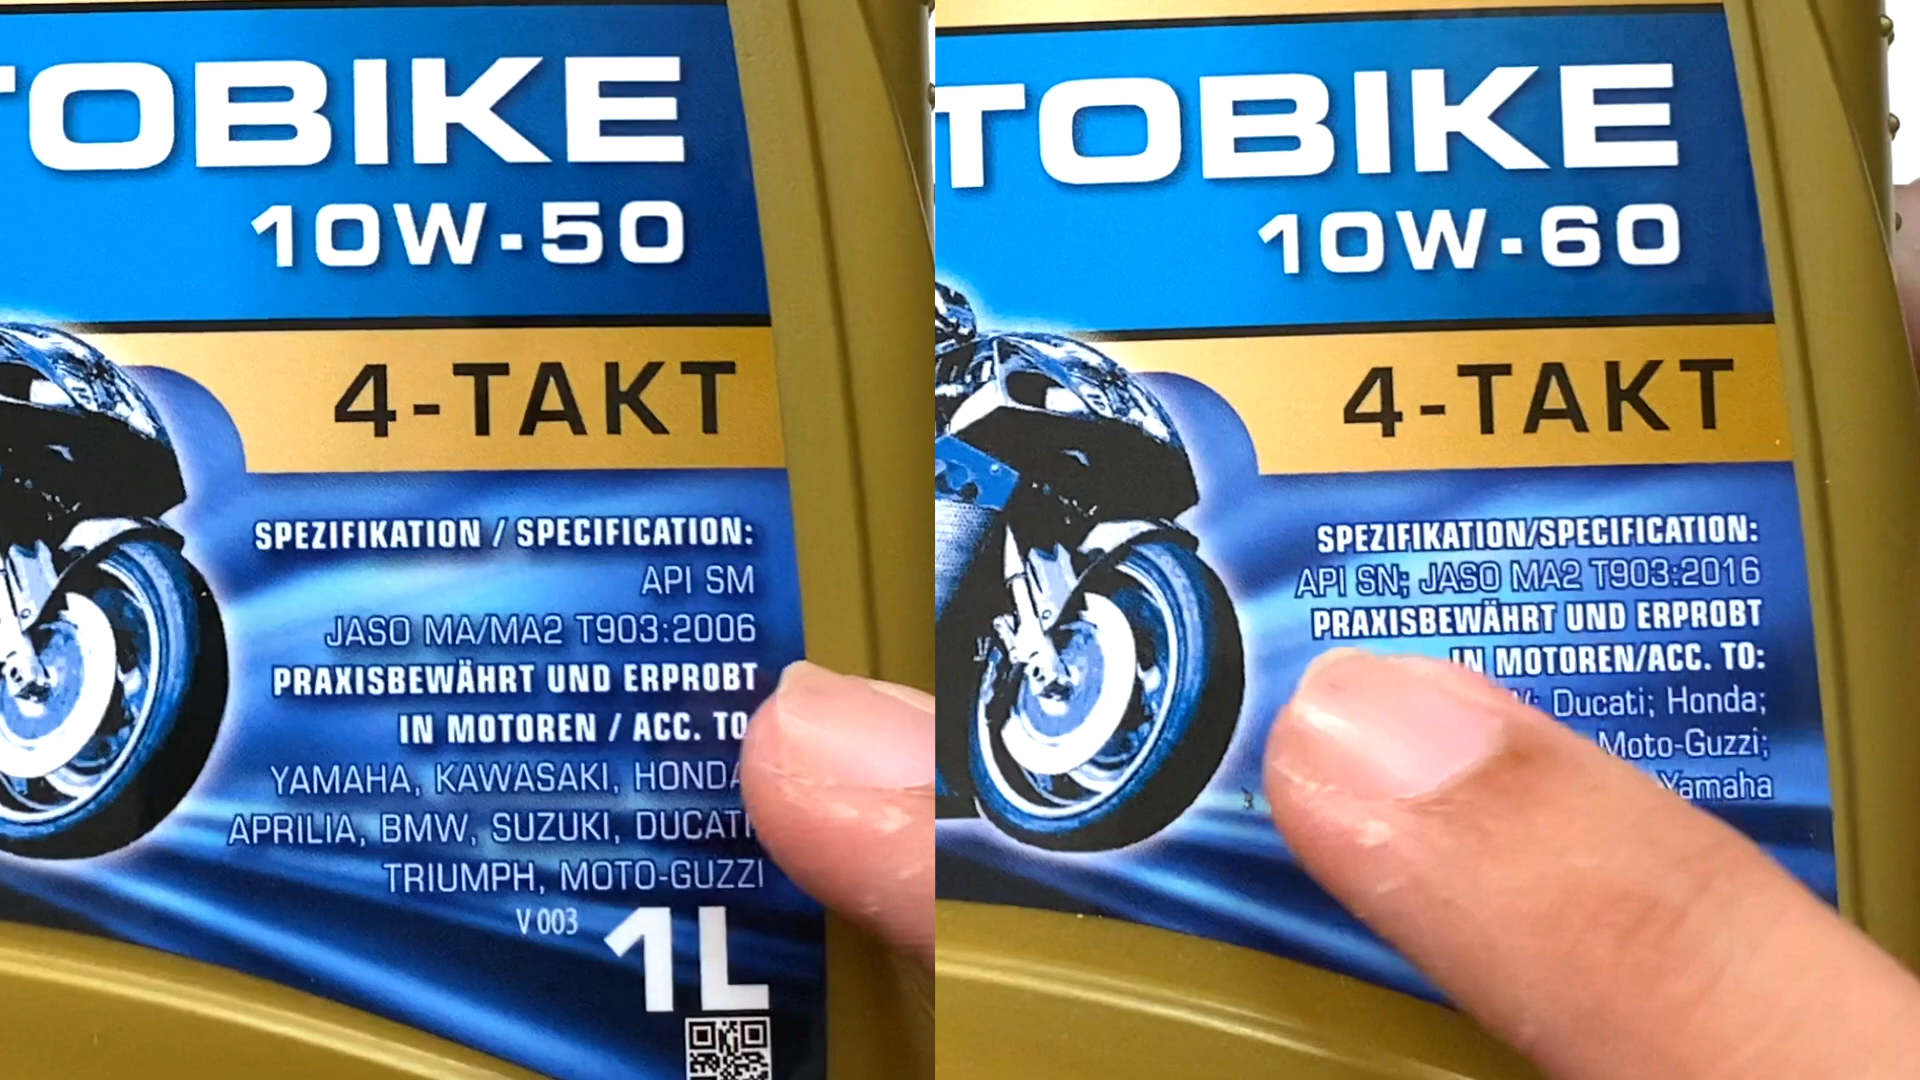 TOBIKE
10W-50
4-TAKT
SPEZIFIKATION / SPECIFICATION:
API SM
JASO MA/MA2 T903:2006
PRAXISBEWÄHRT UND ERPROBT
IN MOTOREN / ACC. TO
YAMAHA, KAWASAKI, HONDA
APRILIA, BMW, SUZUKI, DUCATI
TRIUMPH, MOTO-GUZZI
V 003
1L
TOBIKE
10W-60
4-TAKT
SPEZIFIKATION/SPECIFICATION:
API SN; JASO MA2 T903:2016
PRAXISBEWÄHRT UND ERPROBT
IN MOTOREN/ACC. TO:
Ducati; Honda;
Moto-Guzzi;
Yamaha